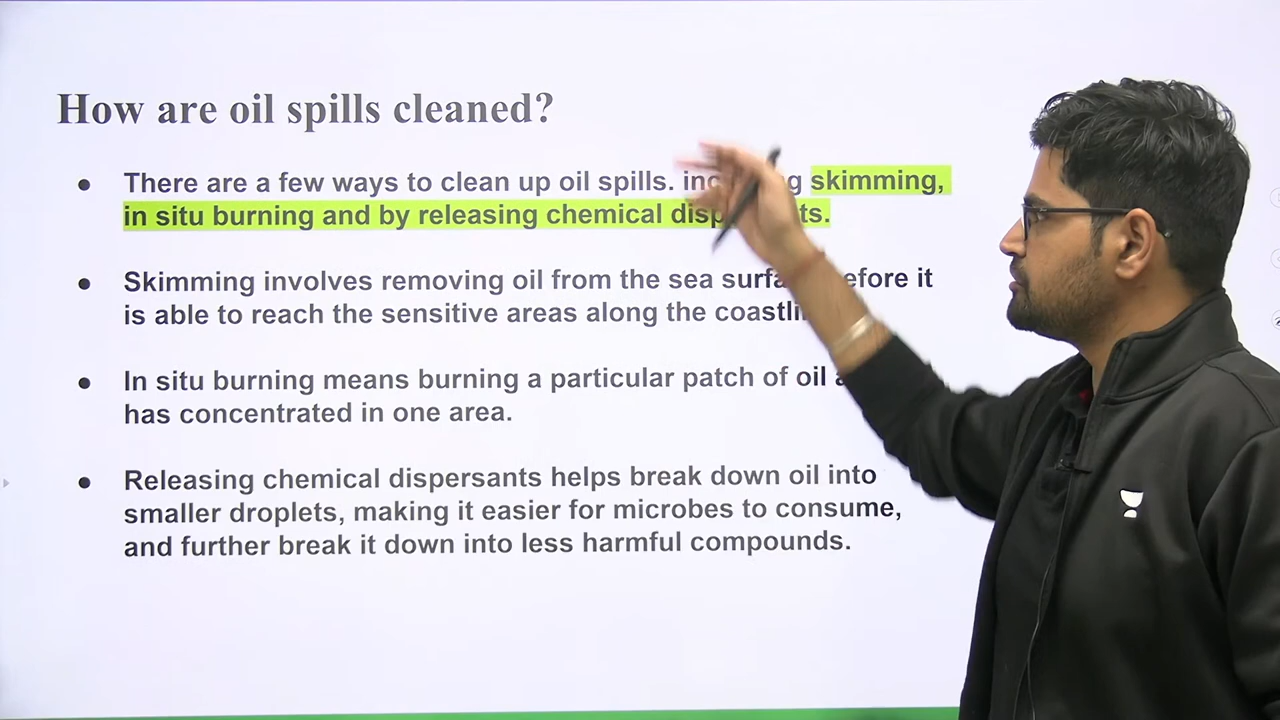 How are oil spills cleaned?
There are a few ways to clean up oil spills. skimming,
in situ burning and by releasing chemical
Skimming involves removing oil from the sea it
is able to reach the sensitive areas along the
In situ burning means burning a particular patch of oil
has concentrated in one area.
Releasing chemical dispersants helps break down oil into
smaller droplets, making it easier for microbes to consume,
and further break it down into less harmful compounds.